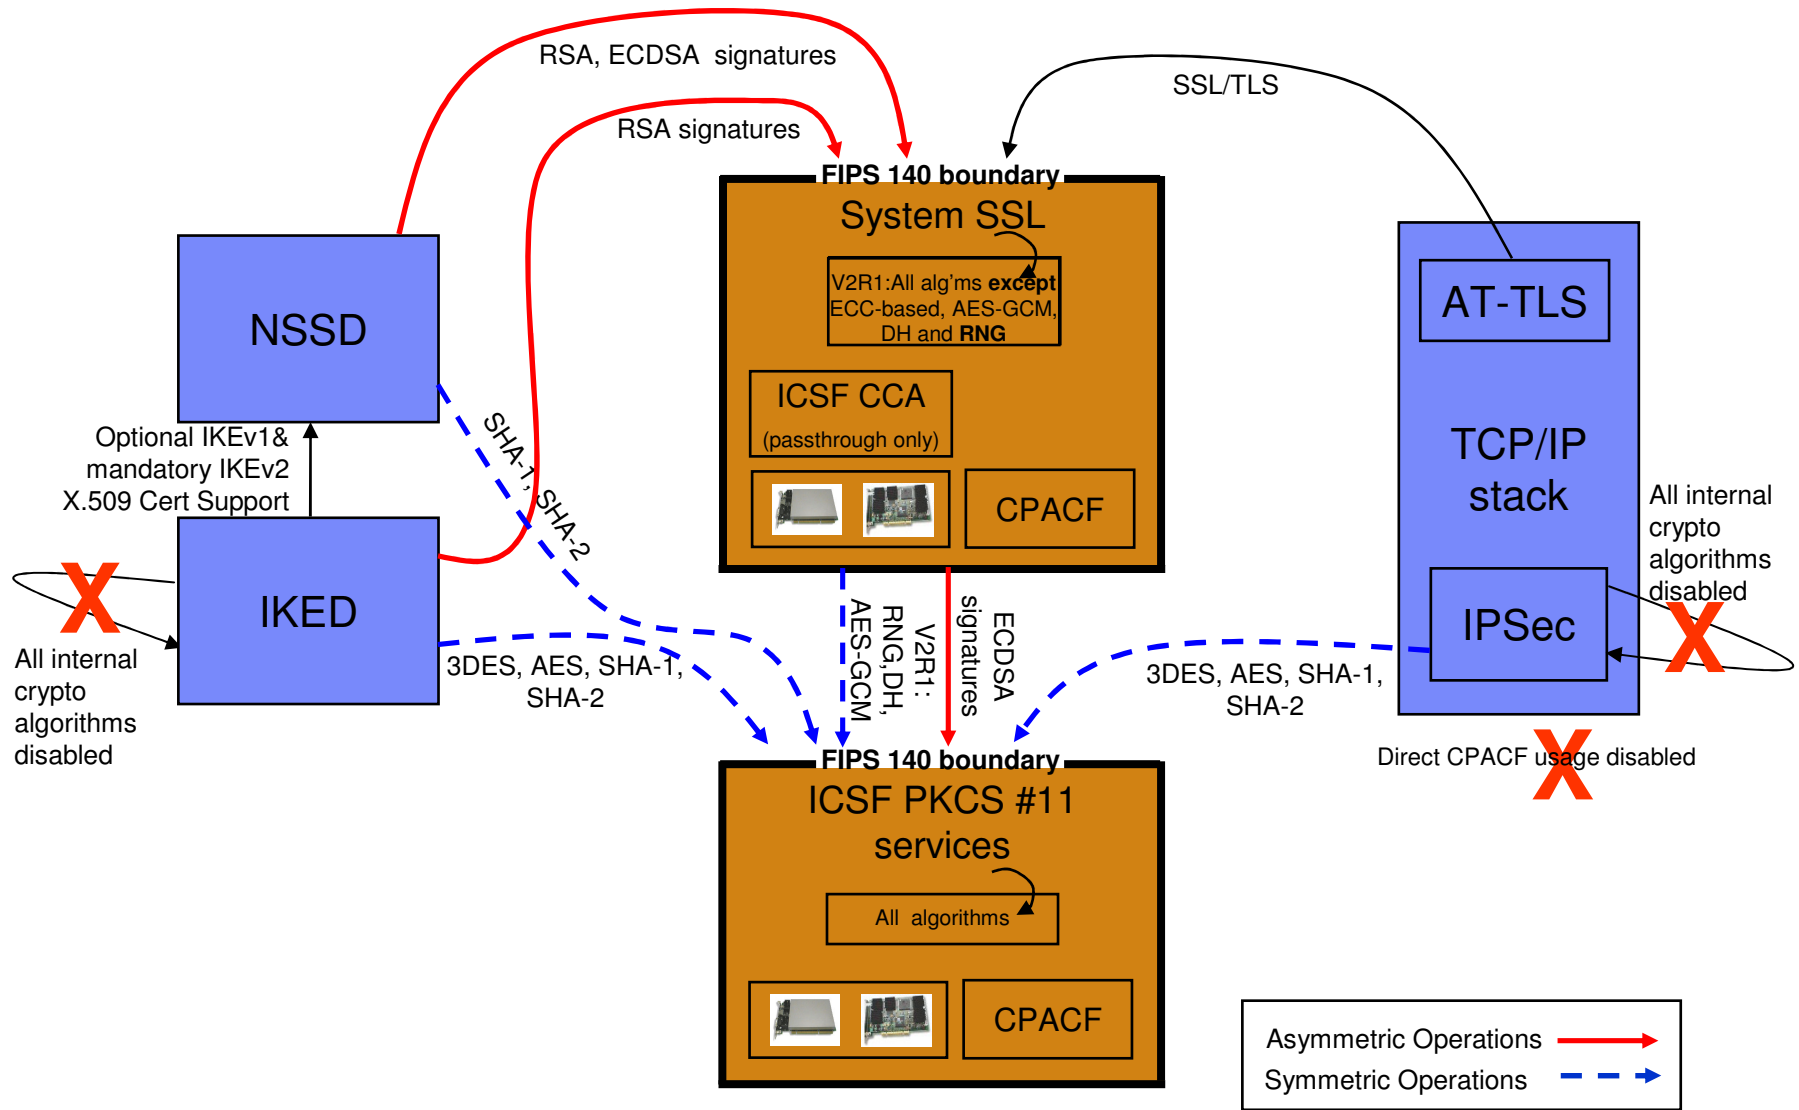 RSA, ECDSA signatures
SSL/TLS
RSA signatures
FIPS 140 boundary
System SSL
V2R1:All alg'ms except
ECC-based, AES-GCM,
DH and RNG
ICSF CCA
(passthrough only)
CPACF
NSSD
Optional IKEv1&
mandatory IKEv2
X.509 Cert Support
IKED
X
All internal
crypto
algorithms
disabled
SHA-1, SHA-2
3DES, AES, SHA-1,
SHA-2
V2R1:
RNG,DH,
AES-GCM
ECDSA
signatures
AT-TLS
TCP/IP
stack
IPSec
All internal
crypto
algorithms
disabled
X
3DES, AES, SHA-1,
SHA-2
Direct CPACF usage disabled
X
FIPS 140 boundary
ICSF PKCS #11
services
All algorithms
CPACF
Asymmetric Operations
Symmetric Operations